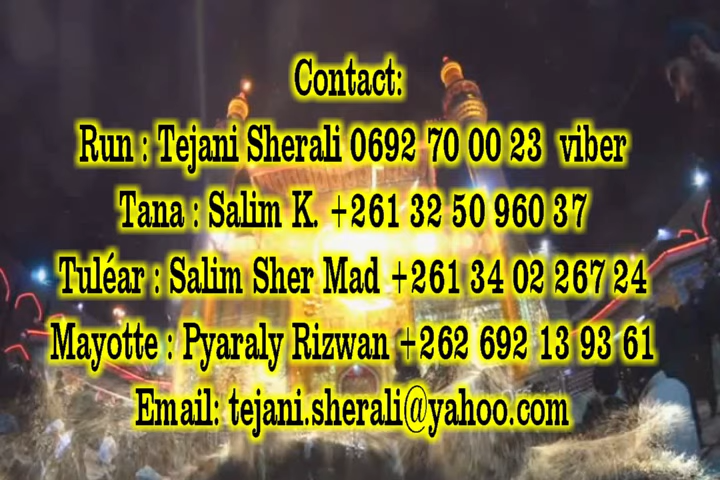 Contact:
Run : Tejani Sherali 0692 70 00 23 viber
Tana : Salim K. +261 32 50 960 37
Tuléar : Salim Sher Mad +261 34 02 267 24
Mayotte : Pyaraly Rizwan +262 692 13 93 61
Email: tejani.sherali@yahoo.com